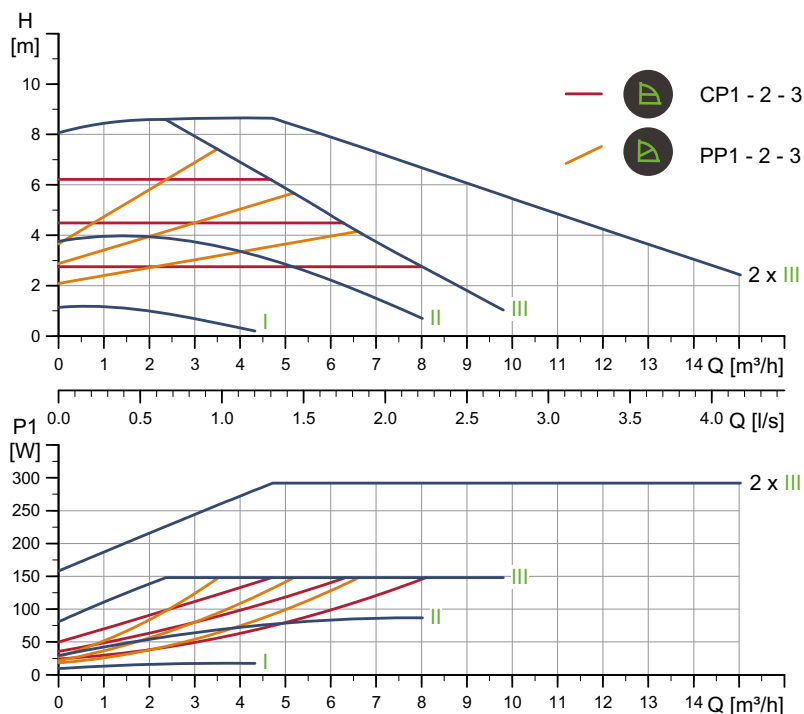 H
[m]
10
8
6
4
2
0
CP1 - 2 - 3
PP1 - 2 - 3
2 x III
I
II
III
0 1 2 3 4 5 6 7 8 9 10 11 12 13 14 Q [m³/h]
0.0 0.5 1.0 1.5 2.0 2.5 3.0 3.5 4.0 Q [l/s]
P1
[W]
300
250
200
150
100
50
0
2 x III
III
II
I
0 1 2 3 4 5 6 7 8 9 10 11 12 13 14 Q [m³/h]